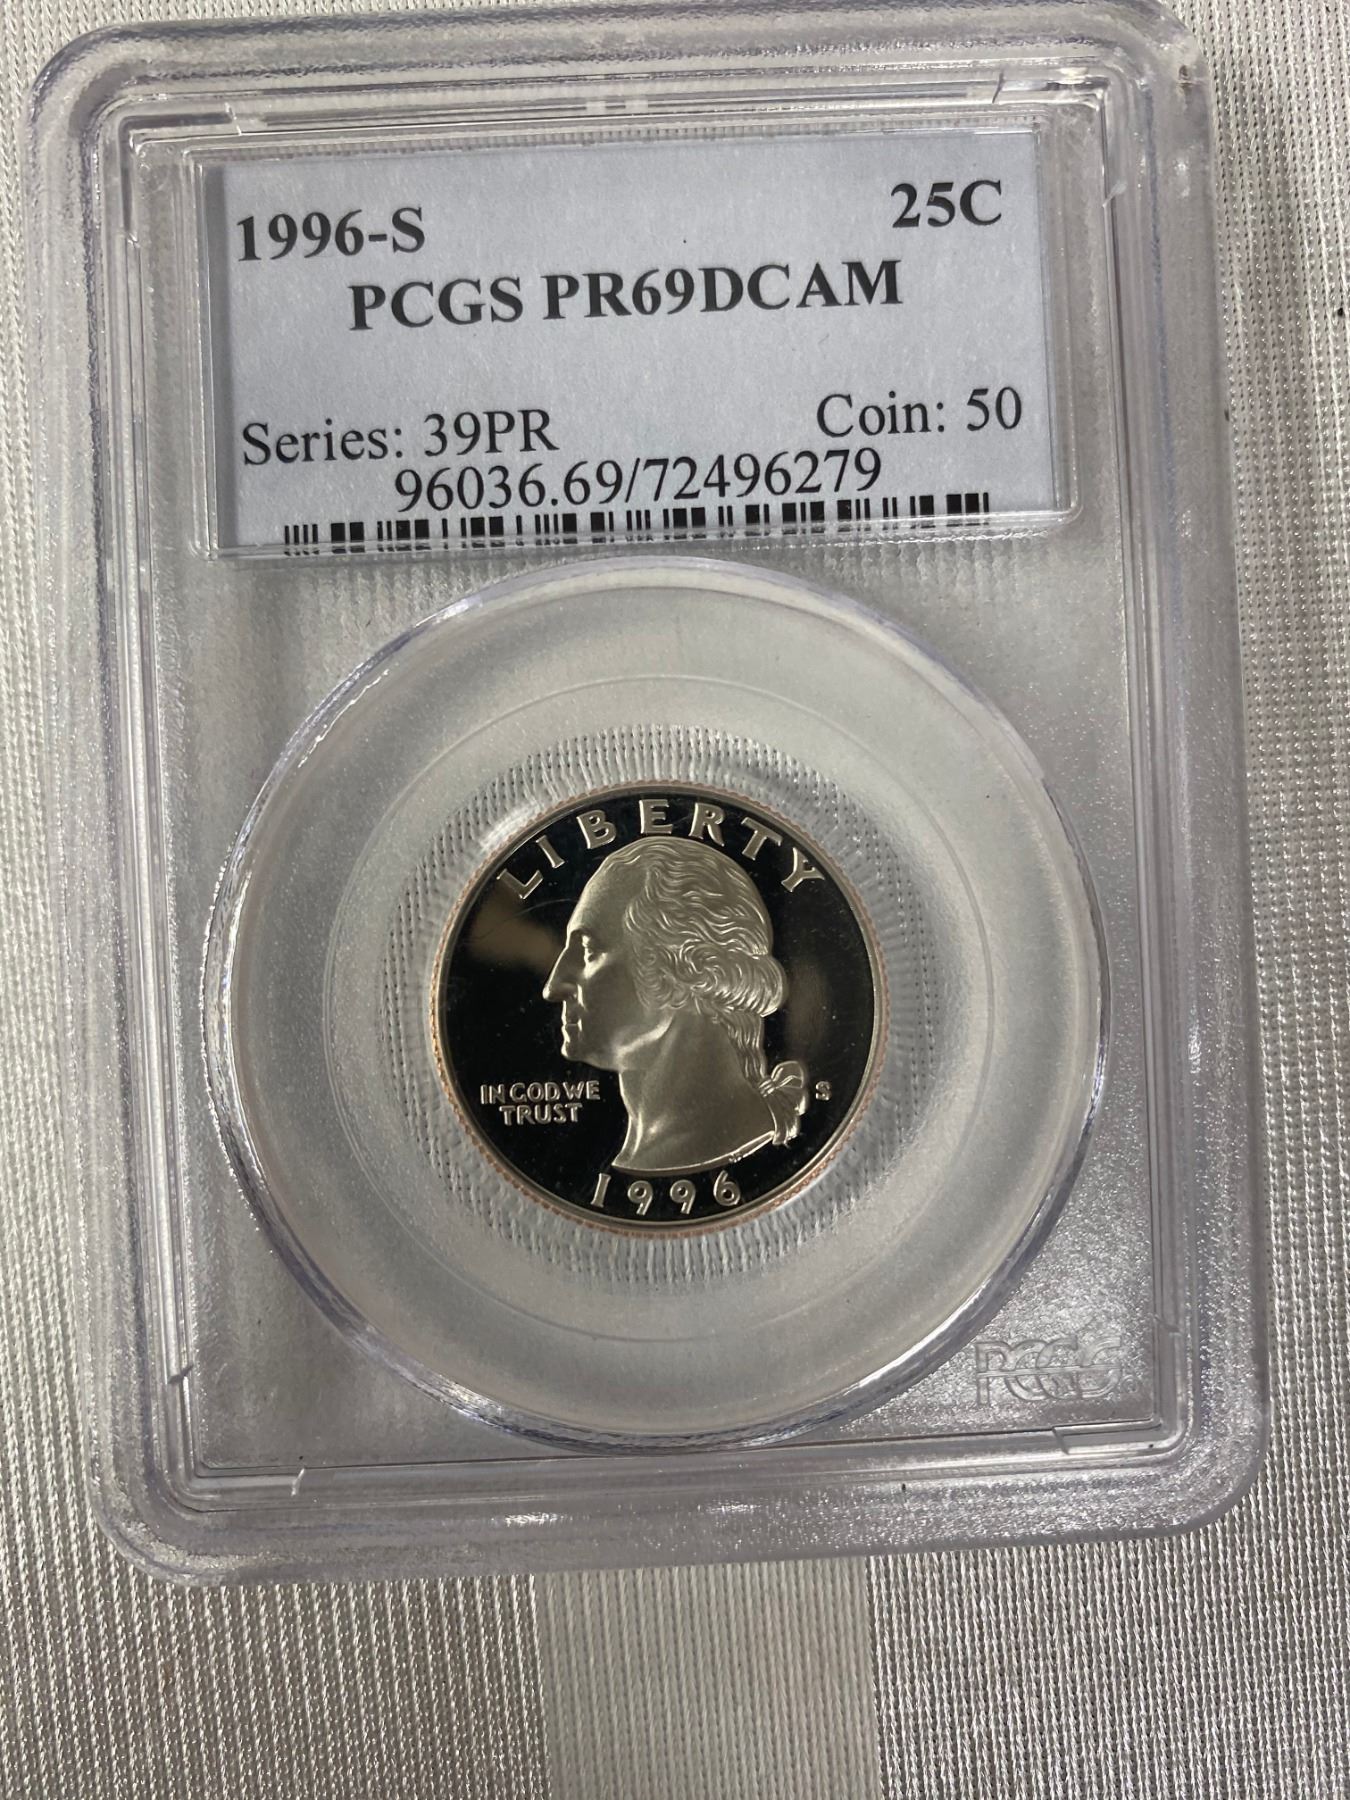 1996-S 25C
PCGS PR69DCAM
Series: 39PR Coin: 50
96036.69/72496279
LIBERTY
IN GOD WE
TRUST
S
1996
PCGS